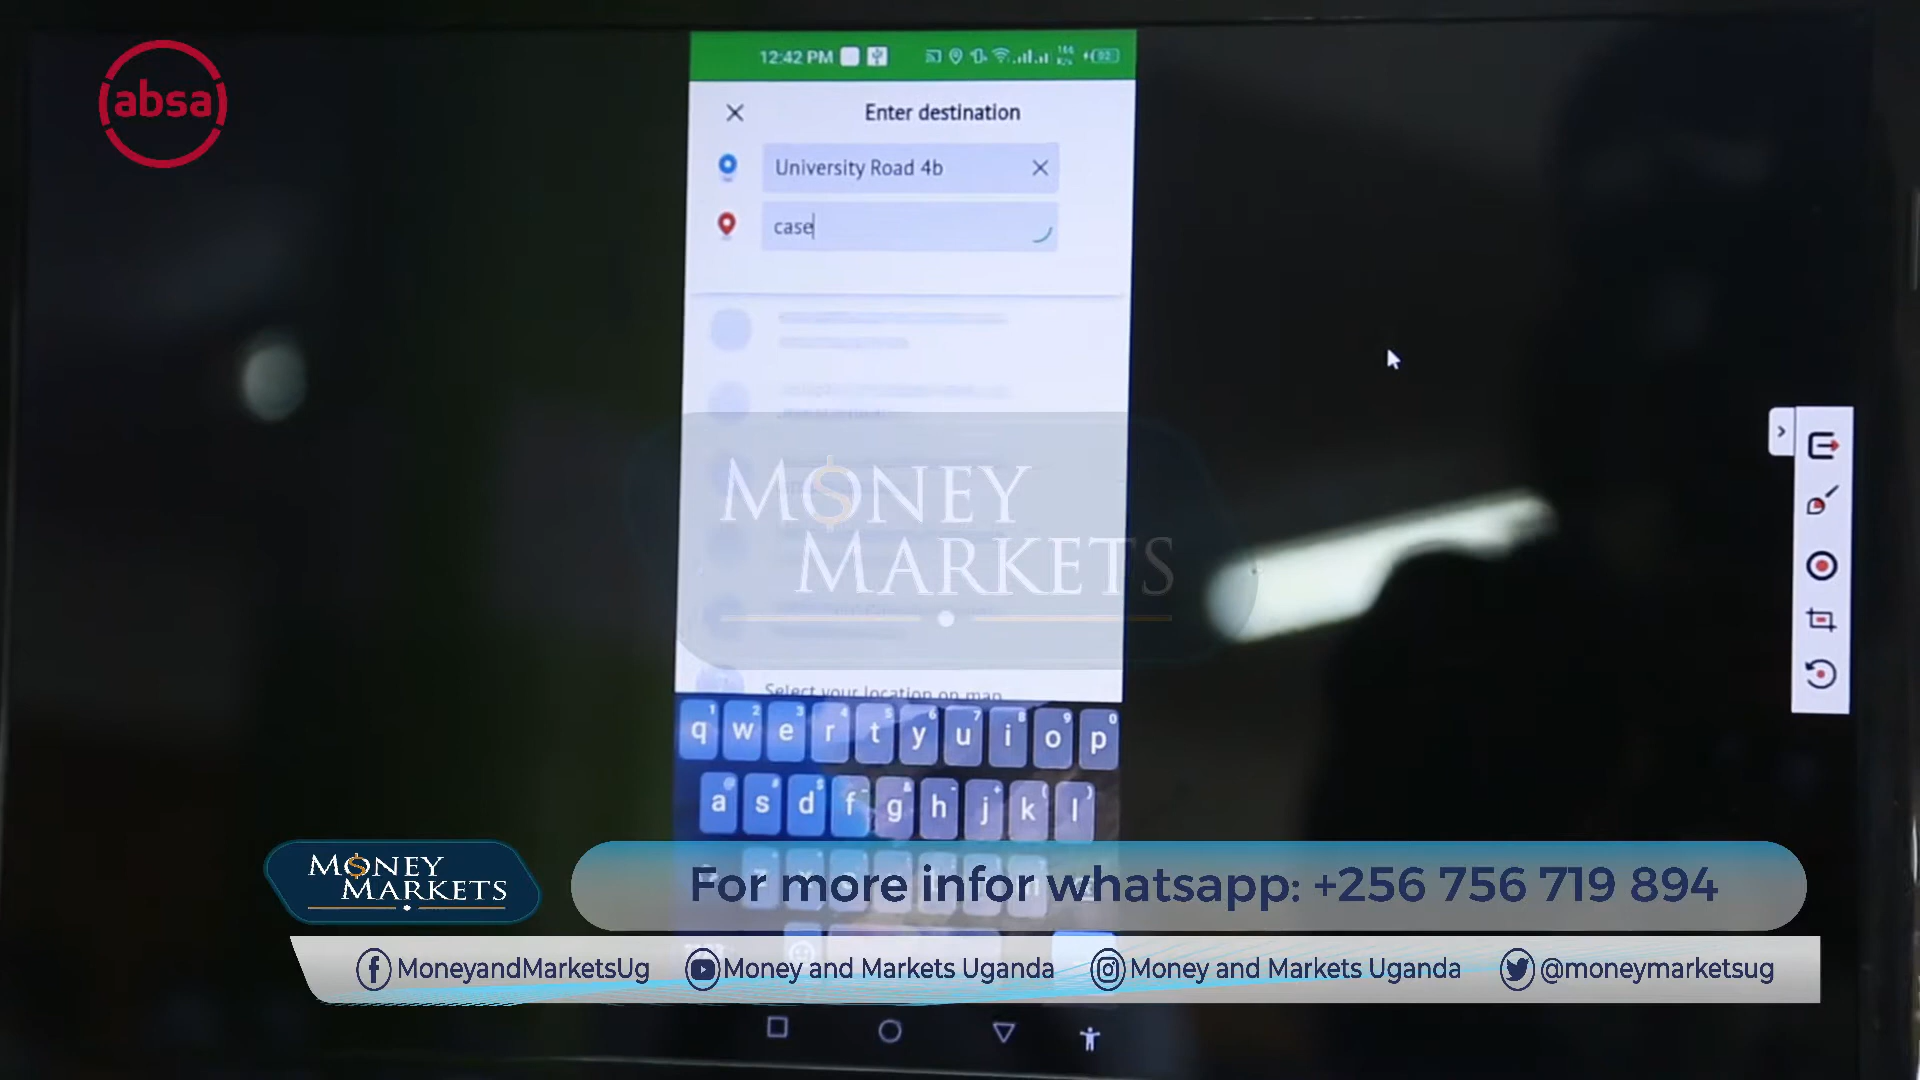 absa
12:42 PM
Enter destination
University Road 4b
case
MONEY
MARKETS
Select your location on map
q w e r t y u i o p
a s d f g h j k l
MONEY
MARKETS
For more infor whatsapp: +256 756 719 894
MoneyandMarketsUg
Money and Markets Uganda
Money and Markets Uganda
@moneymarketsug